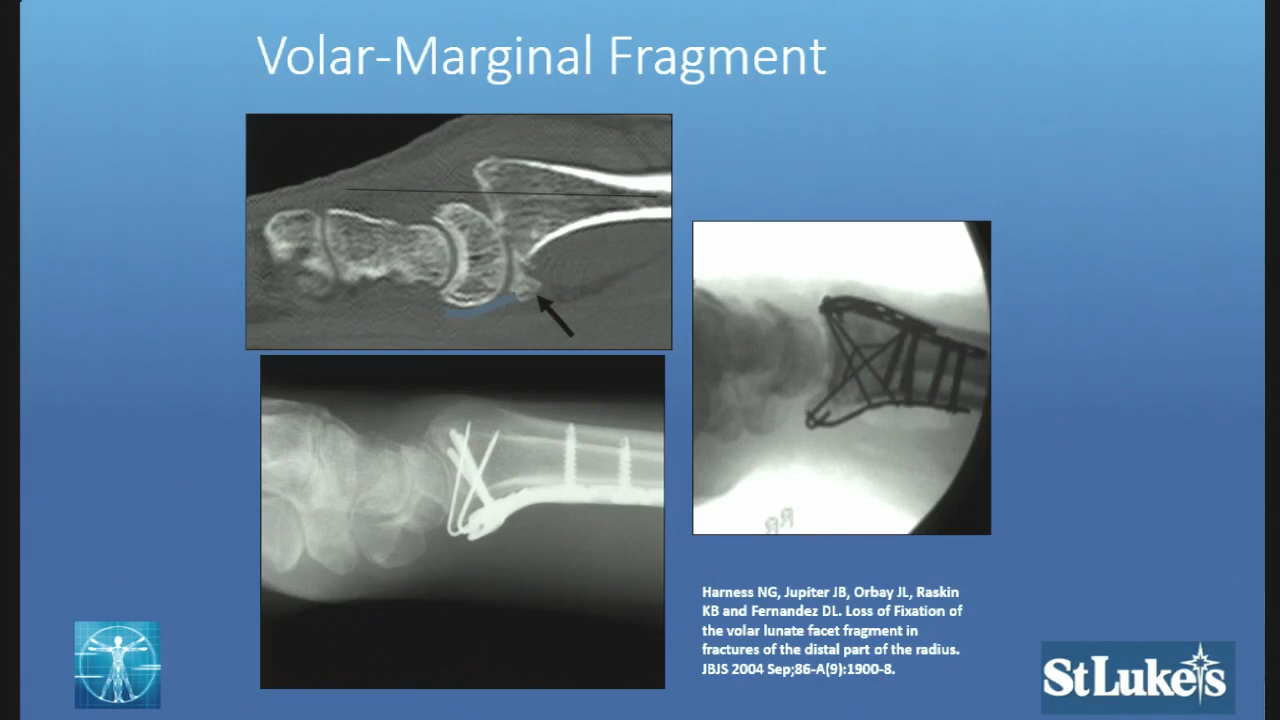 Volar-Marginal Fragment
Harness NG, Jupiter JB, Orbay JL, Raskin
KB and Fernandez DL. Loss of Fixation of
the volar lunate facet fragment in
fractures of the distal part of the radius.
JBJS 2004 Sep;86-A(9):1900-8.
StLuke's